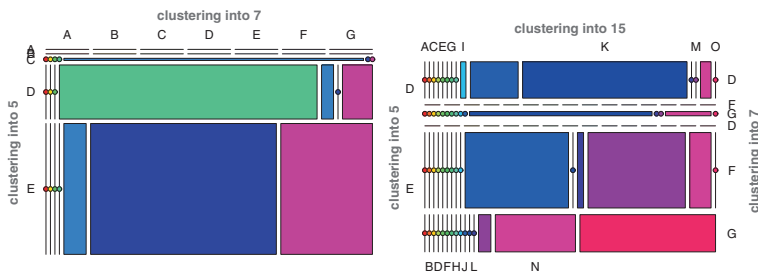 clustering into 7
A B C D E F G
A
B
C
D
E
clustering into 5
clustering into 15
ACEG I K M O
D
E
clustering into 5
D
F
G
D
F
G
clustering into 7
BDFHJ L N